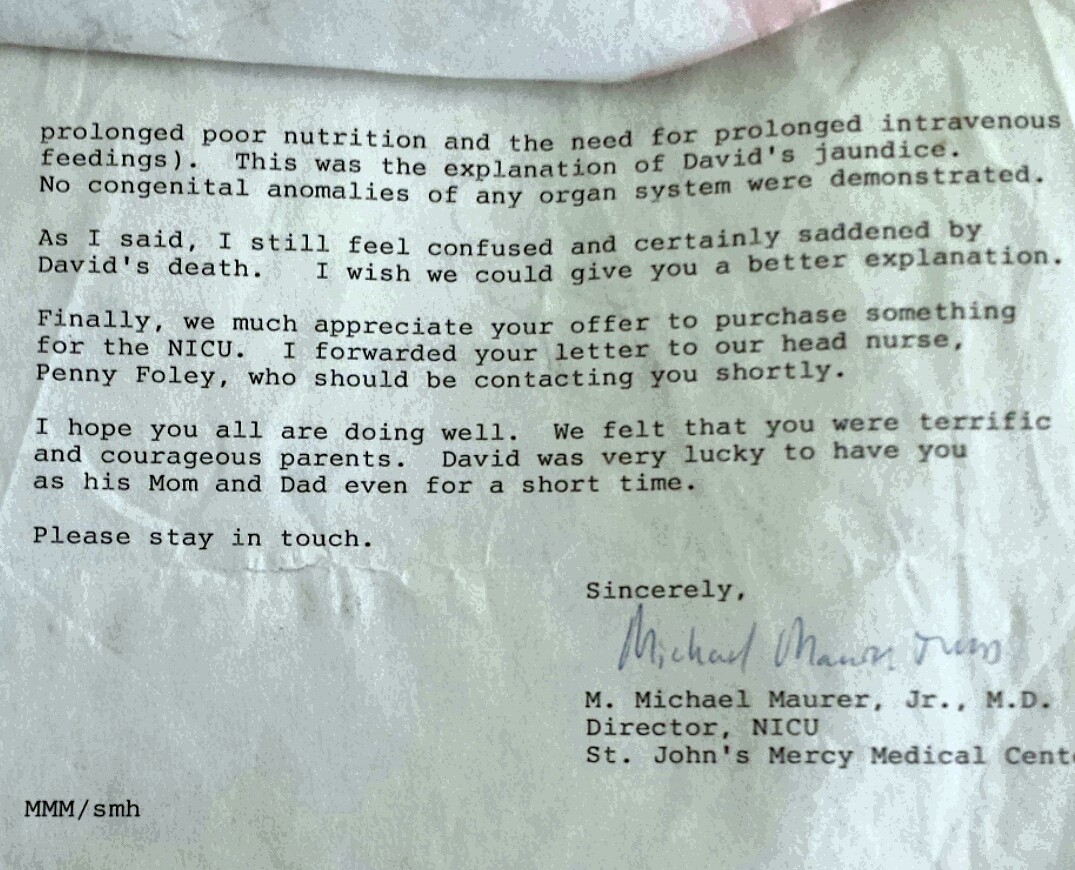 prolonged poor nutrition and the need for prolonged intravenous
feedings).  This was the explanation of David's jaundice.
No congenital anomalies of any organ system were demonstrated.
As I said, I still feel confused and certainly saddened by
David's death.  I wish we could give you a better explanation.
Finally, we much appreciate your offer to purchase something
for the NICU.  I forwarded your letter to our head nurse,
Penny Foley, who should be contacting you shortly.
I hope you all are doing well.  We felt that you were terrific
and courageous parents.  David was very lucky to have you
as his Mom and Dad even for a short time.
Please stay in touch.
Sincerely,
Michael Maurer
M. Michael Maurer, Jr., M.D.
Director, NICU
St. John's Mercy Medical Cent
MMM/smh